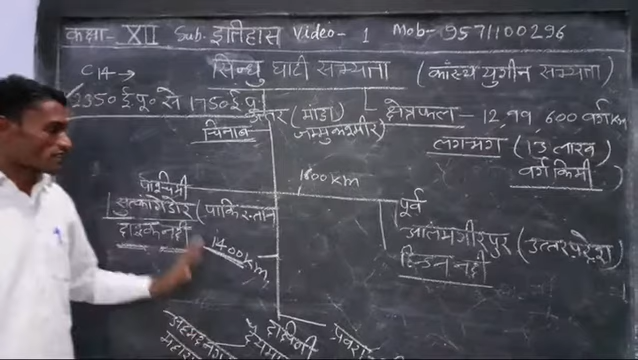 कक्षा- XII Sub- इतिहास Video- 1 Mob- 9571100296
सिन्धु घाटी सभ्यता (कांस्य युगीन सभ्यता)
C14→
2350 ई.पू. से 1750 ई.पू.
उत्तर (मांडा)
जम्मू कश्मीर)
चिनाब
क्षेत्रफल - 12,99,600 वर्ग Km
लगभग (13 लाख
वर्ग किमी)
1600 Km
पश्चिमी
सुत्कागेंडोर (पाकिस्तान
दाश्क नदी
1400 Km
पूर्व
आलमगीरपुर (उत्तर प्रदेश)
हिन्डन नदी
दक्षिणी